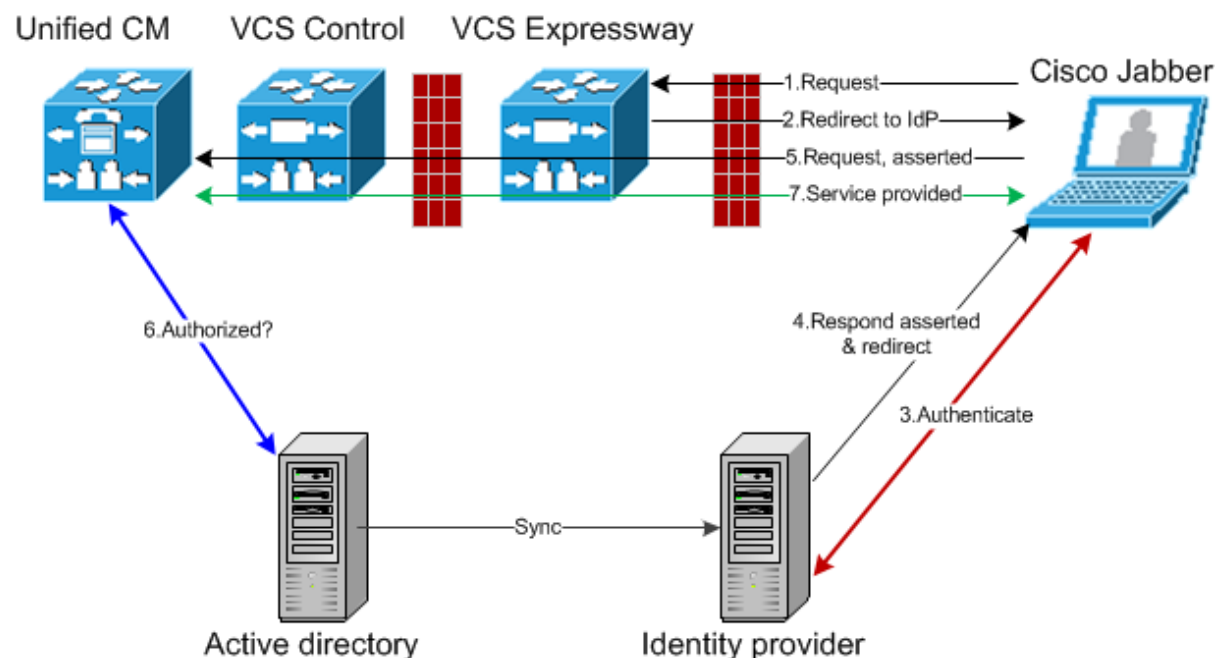 Unified CM
VCS Control
VCS Expressway
Cisco Jabber
1.Request
2.Redirect to IdP
5.Request, asserted
7.Service provided
6.Authorized?
4.Respond asserted
& redirect
3.Authenticate
Sync
Active directory
Identity provider